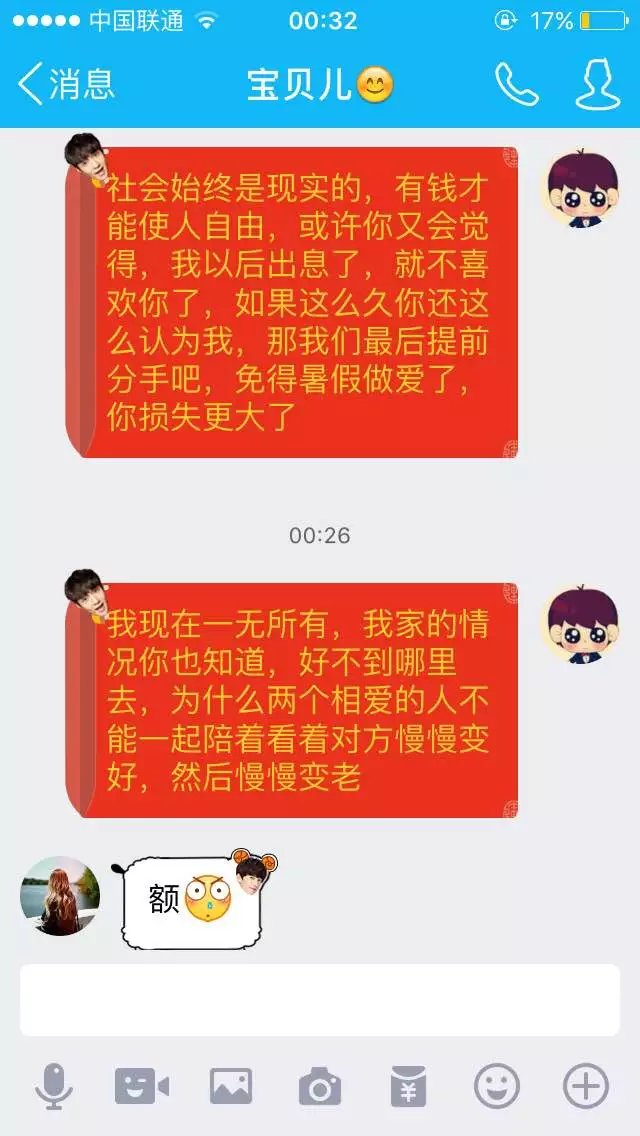 中国联通 00:32 17%
消息 宝贝儿
社会始终是现实的，有钱才
能使人自由，或许你又会觉
得，我以后出息了，就不喜
欢你了，如果这么久你还这
么认为我，那我们最后提前
分手吧，免得暑假做爱了，
你损失更大了
00:26
我现在一无所有，我家的情
况你也知道，好不到哪里
去，为什么两个相爱的人不
能一起陪着看着对方慢慢变
好，然后慢慢变老
额